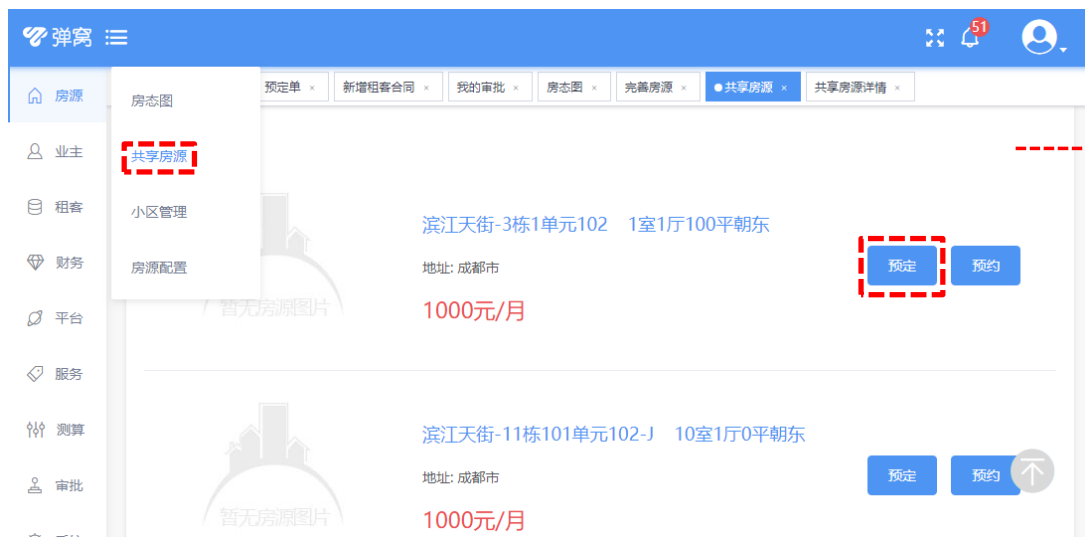 弹窝
51
房源
业主
租客
财务
平台
服务
测算
审批
房态图
共享房源
小区管理
房源配置
预定单 × 新增租客合同 × 我的审批 × 房态图 × 完善房源 × 共享房源 × 共享房源详情 ×
暂无房源图片
滨江天街-3栋1单元102 1室1厅100平朝东
地址: 成都市
1000元/月
预定 预约
暂无房源图片
滨江天街-11栋101单元102-J 10室1厅0平朝东
地址: 成都市
1000元/月
预定 预约